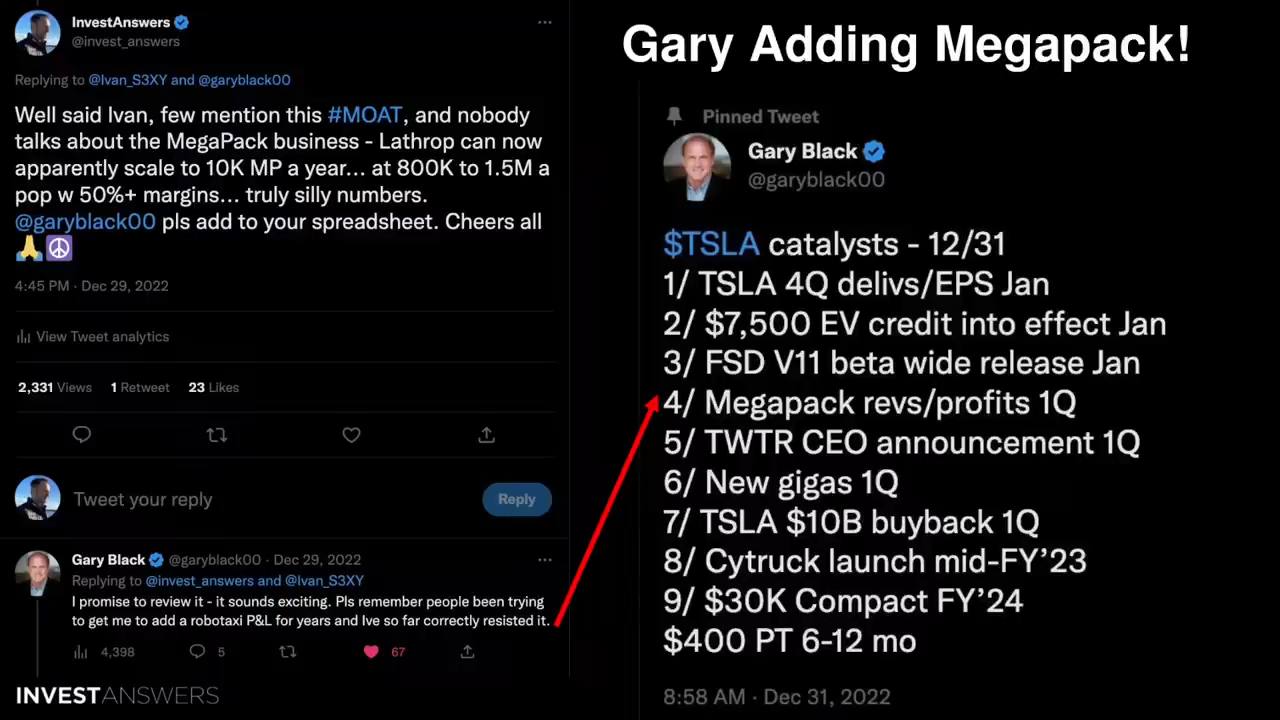 InvestAnswers
@invest_answers
Replying to @Ivan_S3XY and @garyblack00
Well said Ivan, few mention this #MOAT, and nobody
talks about the MegaPack business - Lathrop can now
apparently scale to 10K MP a year... at 800K to 1.5M a
pop w 50%+ margins... truly silly numbers.
@garyblack00 pls add to your spreadsheet. Cheers all
🙏☮️
4:45 PM · Dec 29, 2022
View Tweet analytics
2,331 Views 1 Retweet 23 Likes
Tweet your reply
Reply
Gary Black @garyblack00 · Dec 29, 2022
Replying to @invest_answers and @Ivan_S3XY
I promise to review it - it sounds exciting. Pls remember people been trying
to get me to add a robotaxi P&L for years and Ive so far correctly resisted it.
4,398 5 67
INVESTANSWERS
Gary Adding Megapack!
Pinned Tweet
Gary Black
@garyblack00
$TSLA catalysts - 12/31
1/ TSLA 4Q delivs/EPS Jan
2/ $7,500 EV credit into effect Jan
3/ FSD V11 beta wide release Jan
4/ Megapack revs/profits 1Q
5/ TWTR CEO announcement 1Q
6/ New gigas 1Q
7/ TSLA $10B buyback 1Q
8/ Cytruck launch mid-FY’23
9/ $30K Compact FY’24
$400 PT 6-12 mo
8:58 AM · Dec 31, 2022